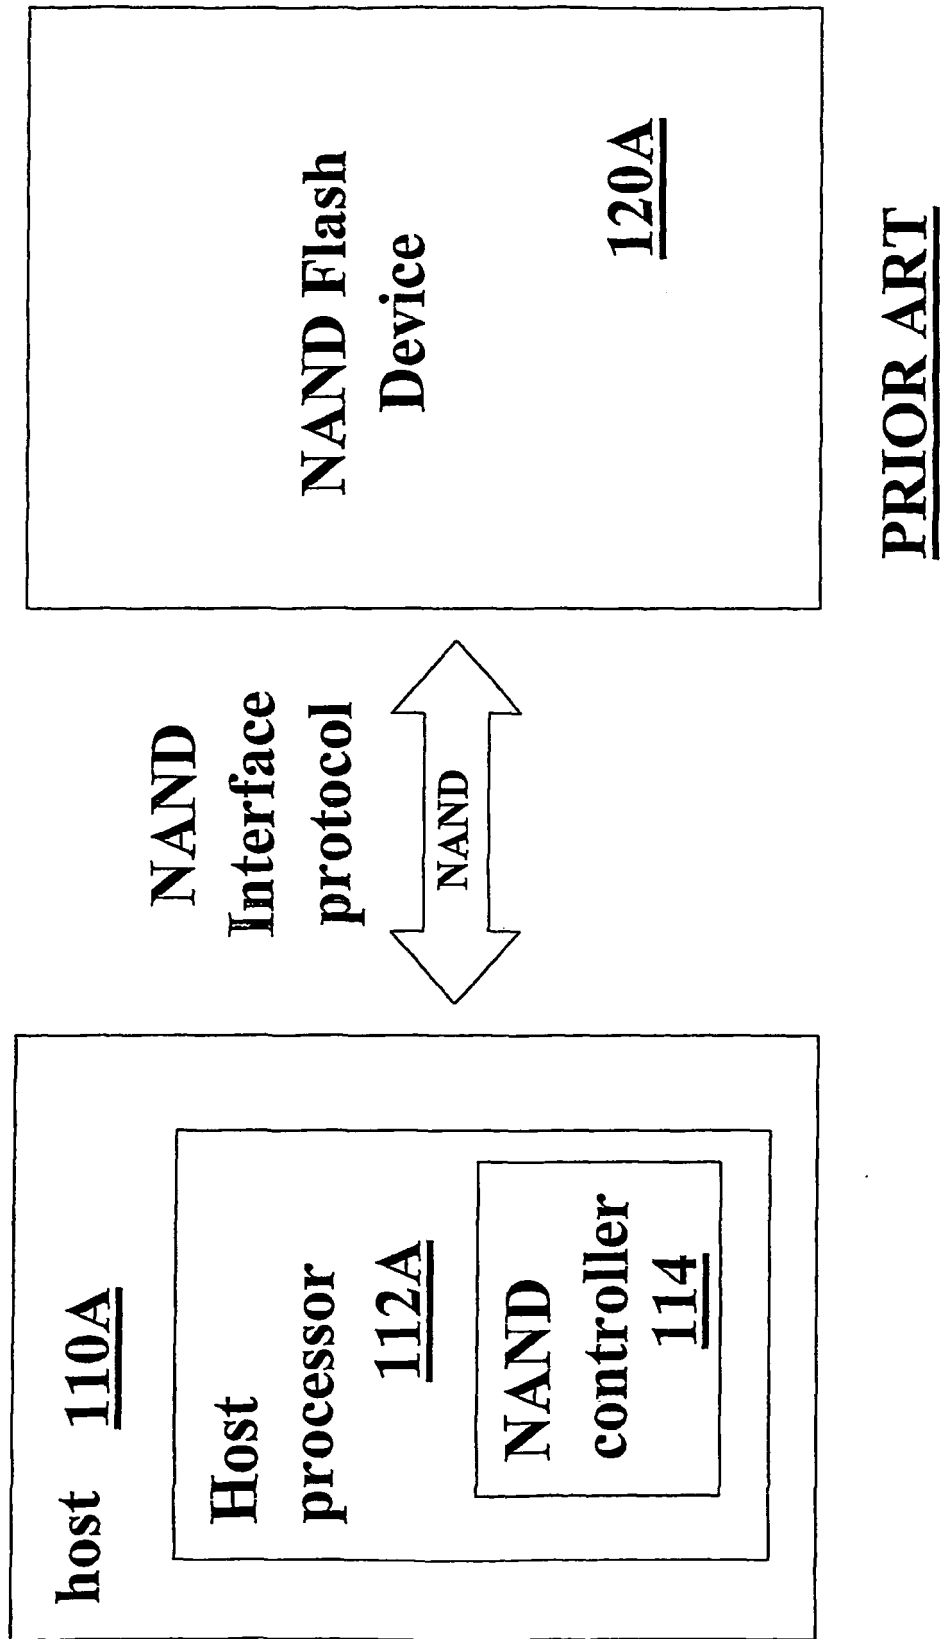 host 110A
Host
processor
112A
NAND
controller
114
NAND
Interface
protocol
NAND
NAND Flash
Device
120A
PRIOR ART